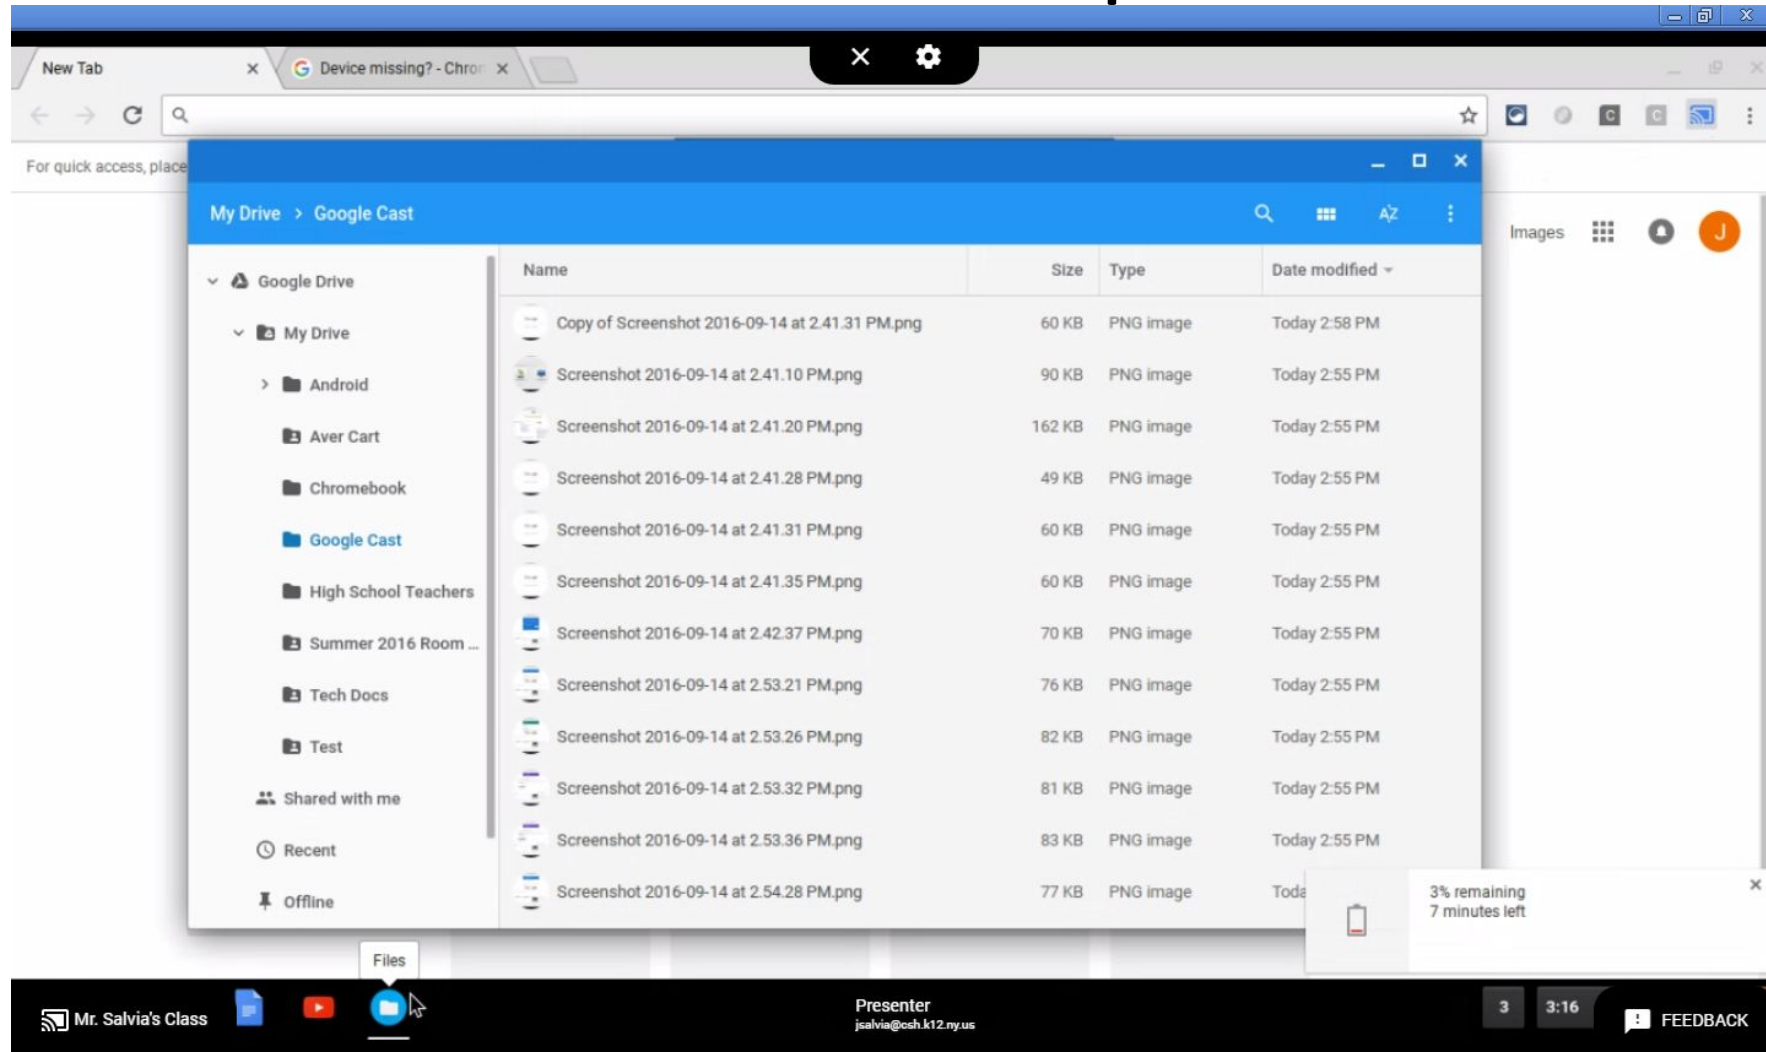 New Tab
Device missing? - Chron
For quick access, place
My Drive > Google Cast
AZ
Images
J
Google Drive
My Drive
Android
Aver Cart
Chromebook
Google Cast
High School Teachers
Summer 2016 Room ...
Tech Docs
Test
Shared with me
Recent
Offline
Name Size Type Date modified
Copy of Screenshot 2016-09-14 at 2.41.31 PM.png 60 KB PNG image Today 2:58 PM
Screenshot 2016-09-14 at 2.41.10 PM.png 90 KB PNG image Today 2:55 PM
Screenshot 2016-09-14 at 2.41.20 PM.png 162 KB PNG image Today 2:55 PM
Screenshot 2016-09-14 at 2.41.28 PM.png 49 KB PNG image Today 2:55 PM
Screenshot 2016-09-14 at 2.41.31 PM.png 60 KB PNG image Today 2:55 PM
Screenshot 2016-09-14 at 2.41.35 PM.png 60 KB PNG image Today 2:55 PM
Screenshot 2016-09-14 at 2.42.37 PM.png 70 KB PNG image Today 2:55 PM
Screenshot 2016-09-14 at 2.53.21 PM.png 76 KB PNG image Today 2:55 PM
Screenshot 2016-09-14 at 2.53.26 PM.png 82 KB PNG image Today 2:55 PM
Screenshot 2016-09-14 at 2.53.32 PM.png 81 KB PNG image Today 2:55 PM
Screenshot 2016-09-14 at 2.53.36 PM.png 83 KB PNG image Today 2:55 PM
Screenshot 2016-09-14 at 2.54.28 PM.png 77 KB PNG image Toda
3% remaining
7 minutes left
Files
Mr. Salvia's Class
Presenter
jsalvia@csh.k12.ny.us
3
3:16
FEEDBACK